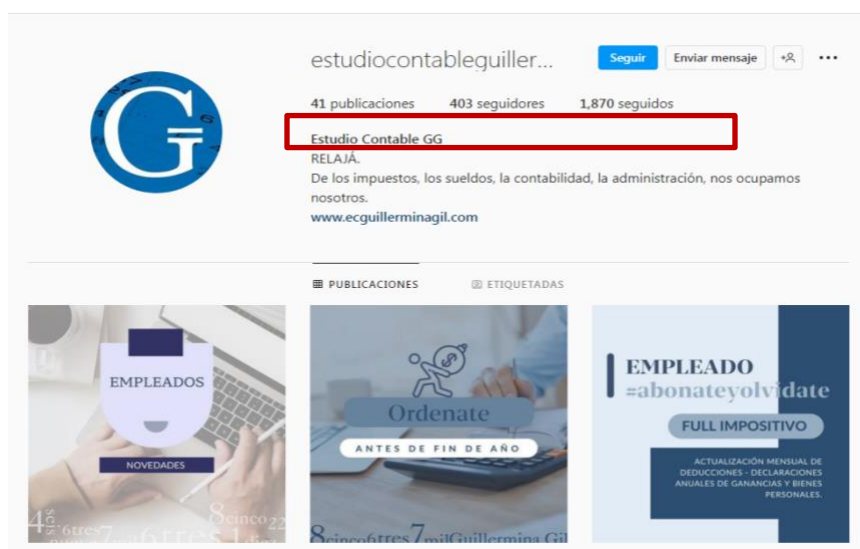 estudiocontableguiller...
Seguir
Enviar mensaje
41 publicaciones 403 seguidores 1,870 seguidos
Estudio Contable GG
RELAJÁ.
De los impuestos, los sueldos, la contabilidad, la administración, nos ocupamos
nosotros.
www.ecguillerminagil.com
PUBLICACIONES
ETIQUETADAS
G
EMPLEADOS
NOVEDADES
Ordenate
ANTES DE FIN DE AÑO
8cinco6tres7milGuillermina Gil
EMPLEADO
#abonateyolvidate
FULL IMPOSITIVO
ACTUALIZACIÓN MENSUAL DE
DEDUCCIONES - DECLARACIONES
ANUALES DE GANANCIAS Y BIENES
PERSONALES.